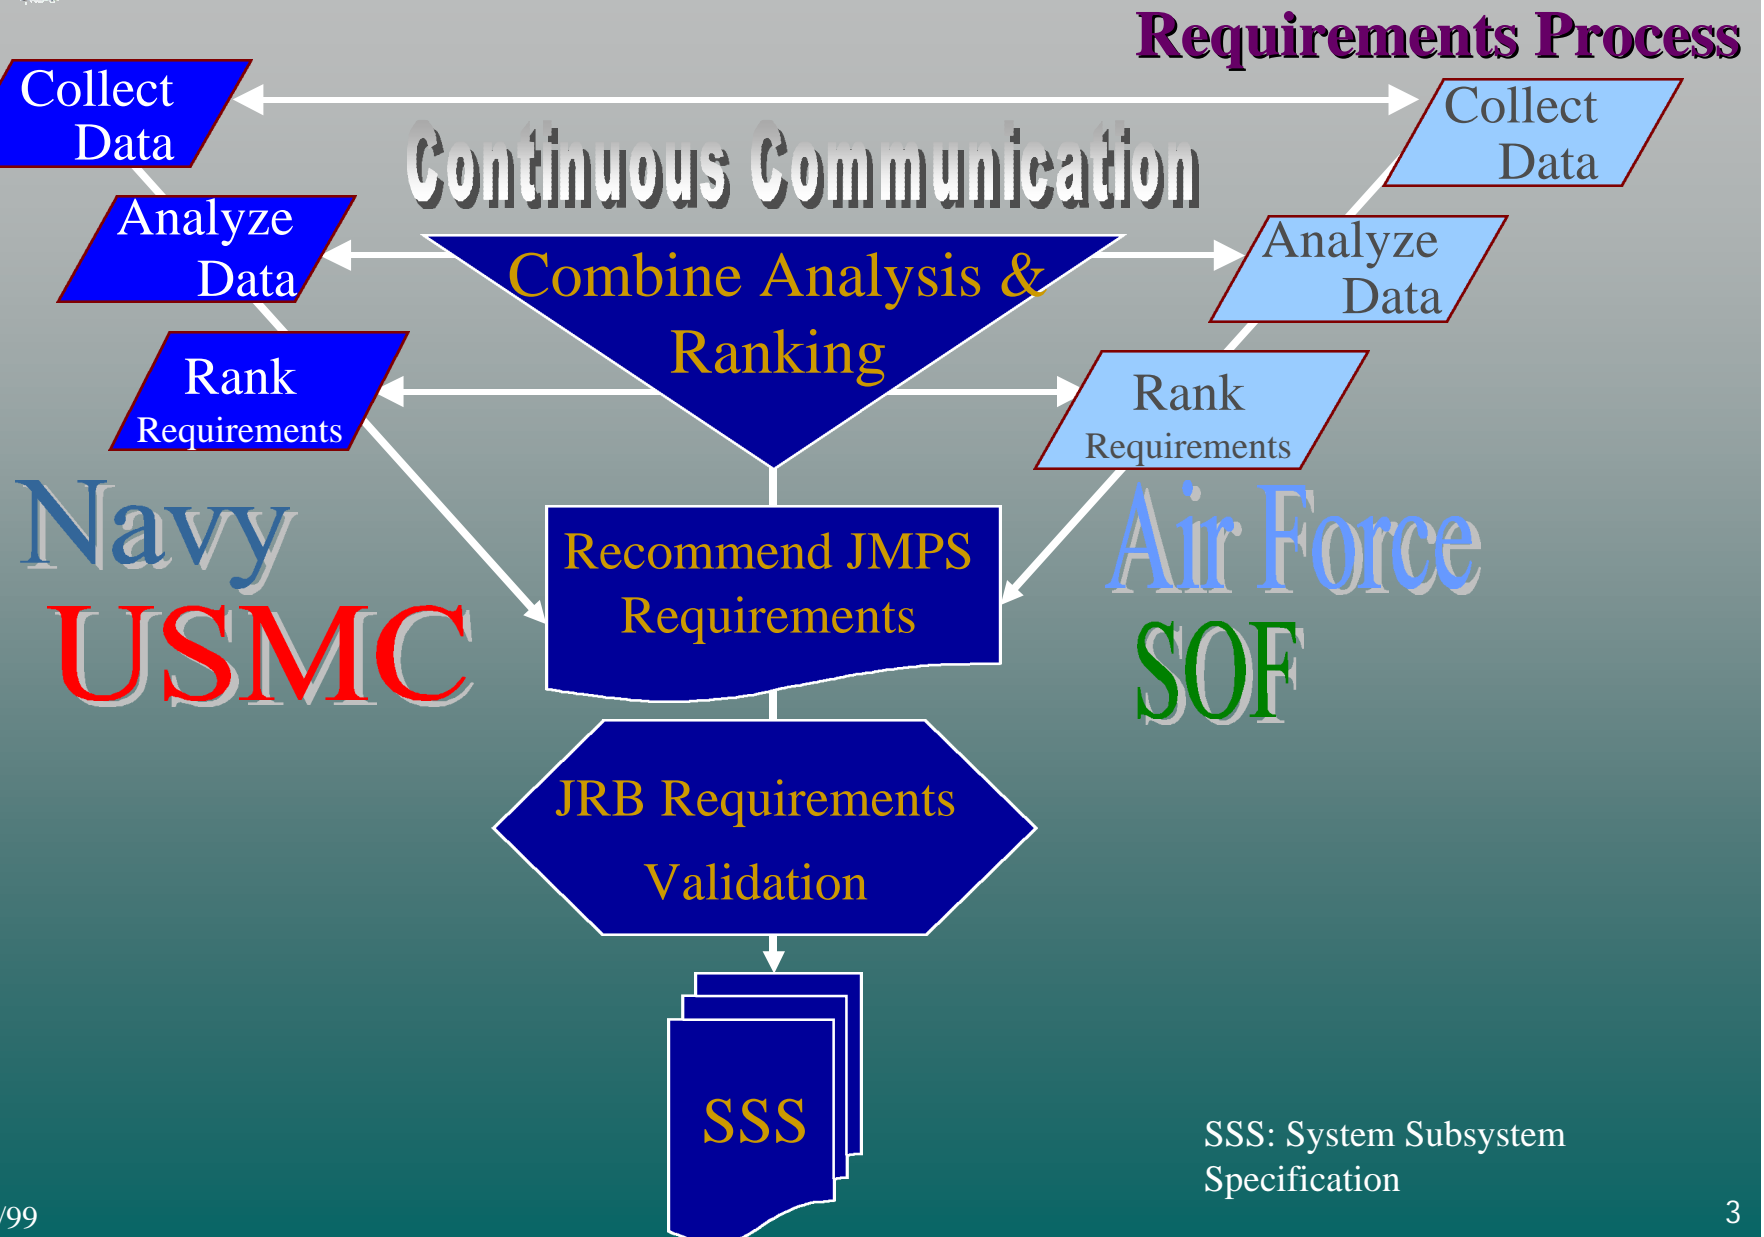 Requirements Process
Collect
Data
Collect
Data
Continuous Communication
Analyze
Data
Combine Analysis &
Ranking
Analyze
Data
Rank
Requirements
Rank
Requirements
Navy
USMC
Recommend JMPS
Requirements
Air Force
SOF
JRB Requirements
Validation
SSS
SSS: System Subsystem
Specification
/99
3